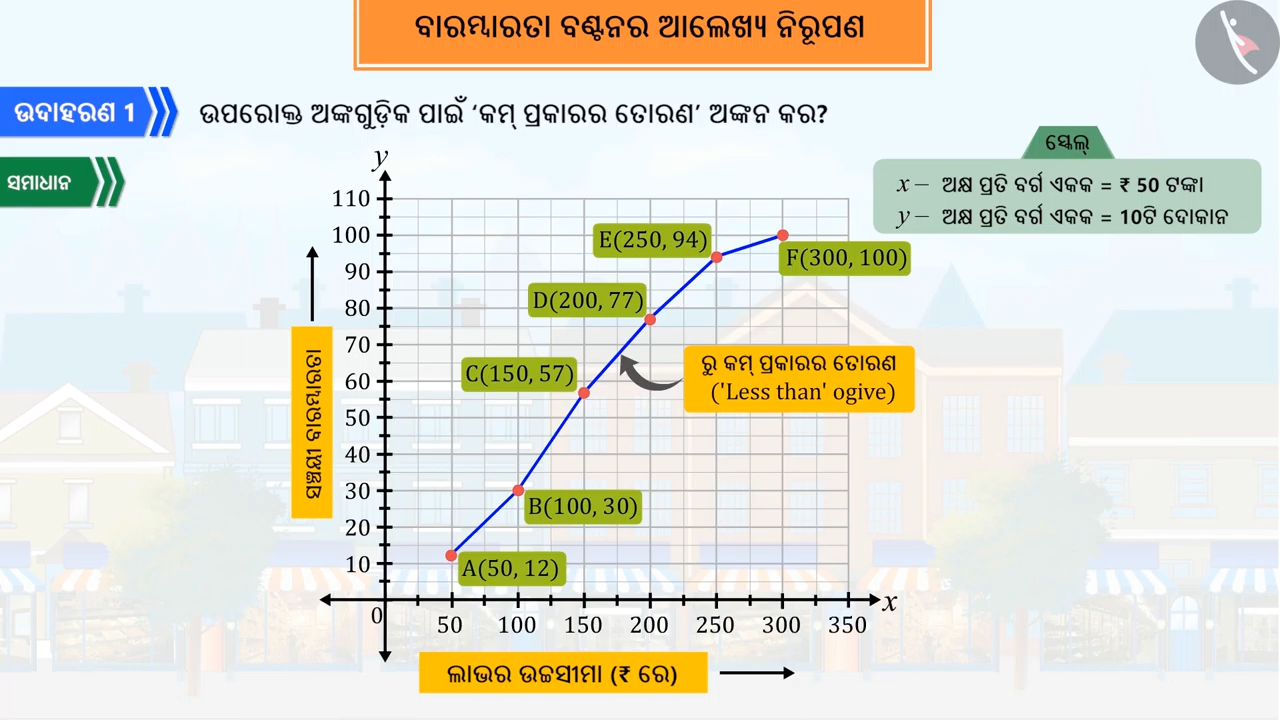 ବାରମ୍ବାରତା ବଣ୍ଟନର ଆଲେଖ୍ୟ ନିରୂପଣ
ଉଦାହରଣ 1
ଉପରୋକ୍ତ ଅଙ୍କଗୁଡ଼ିକ ପାଇଁ ‘କମ୍ ପ୍ରକାରର ତୋରଣ’ ଅଙ୍କନ କର?
ସମାଧାନ
ସ୍କେଲ୍
x – ଅକ୍ଷ ପ୍ରତି ବର୍ଗ ଏକକ = ₹ 50 ଟଙ୍କା
y – ଅକ୍ଷ ପ୍ରତି ବର୍ଗ ଏକକ = 10ଟି ଦୋକାନ
y
110
100
90
80
70
60
50
40
30
20
10
0
E(250, 94)
F(300, 100)
D(200, 77)
C(150, 57)
B(100, 30)
A(50, 12)
ରୁ କମ୍ ପ୍ରକାରର ତୋରଣ
('Less than' ogive)
ସଞ୍ଚୟୀ ବାରମ୍ବାରତା
50 100 150 200 250 300 350
x
ଲାଭର ଉଚ୍ଚସୀମା (₹ ରେ)